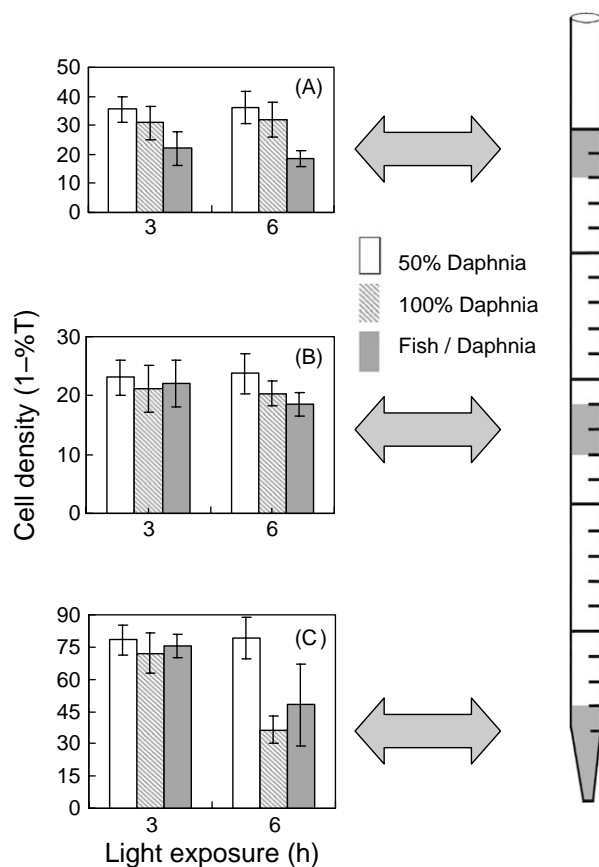 50
40
30
20
10
0
(A)
3
6
50% Daphnia
100% Daphnia
Fish / Daphnia
Cell density (1–%T)
30
20
10
0
(B)
3
6
90
75
60
45
30
15
0
(C)
3
6
Light exposure (h)